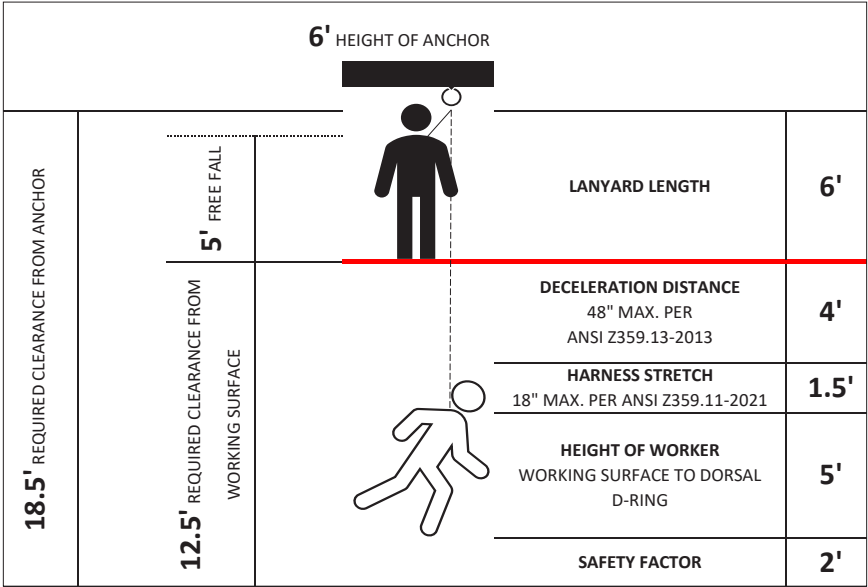 6' HEIGHT OF ANCHOR
18.5' REQUIRED CLEARANCE FROM ANCHOR
5' FREE FALL
12.5' REQUIRED CLEARANCE FROM
WORKING SURFACE
LANYARD LENGTH
6'
DECELERATION DISTANCE
48" MAX. PER
ANSI Z359.13-2013
4'
HARNESS STRETCH
18" MAX. PER ANSI Z359.11-2021
1.5'
HEIGHT OF WORKER
WORKING SURFACE TO DORSAL
D-RING
5'
SAFETY FACTOR
2'